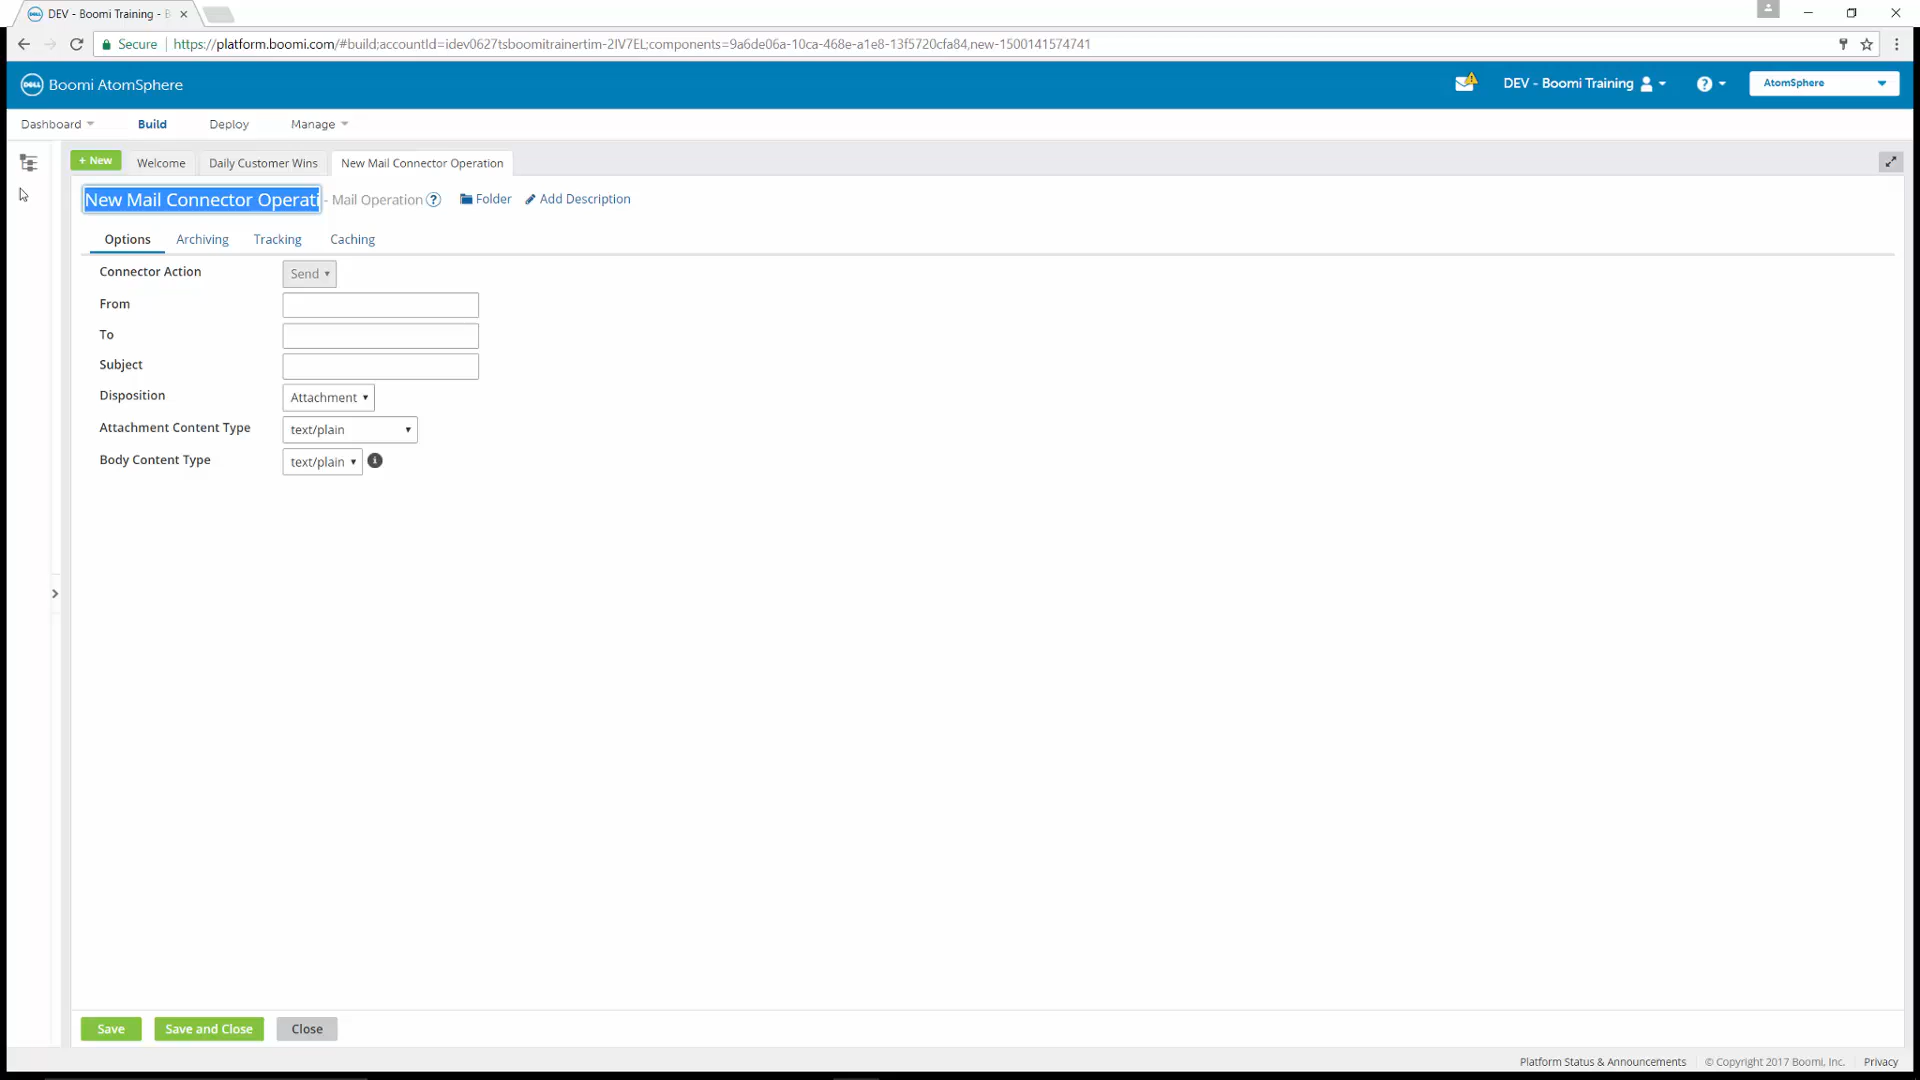 DEV - Boomi Training - B
Secure
https://platform.boomi.com/#build;accountId=idev0627tsboomitrainertim-2IV7EL;components=9a6de06a-10ca-468e-a1e8-13f5720cfa84,new-1500141574741
DELL Boomi AtomSphere
DEV - Boomi Training
?
AtomSphere
Dashboard Build Deploy Manage
+ New Welcome Daily Customer Wins New Mail Connector Operation
New Mail Connector Operati - Mail Operation ? Folder Add Description
Options Archiving Tracking Caching
Connector Action Send
From
To
Subject
Disposition Attachment
Attachment Content Type text/plain
Body Content Type text/plain i
Save Save and Close Close
Platform Status & Announcements © Copyright 2017 Boomi, Inc. Privacy